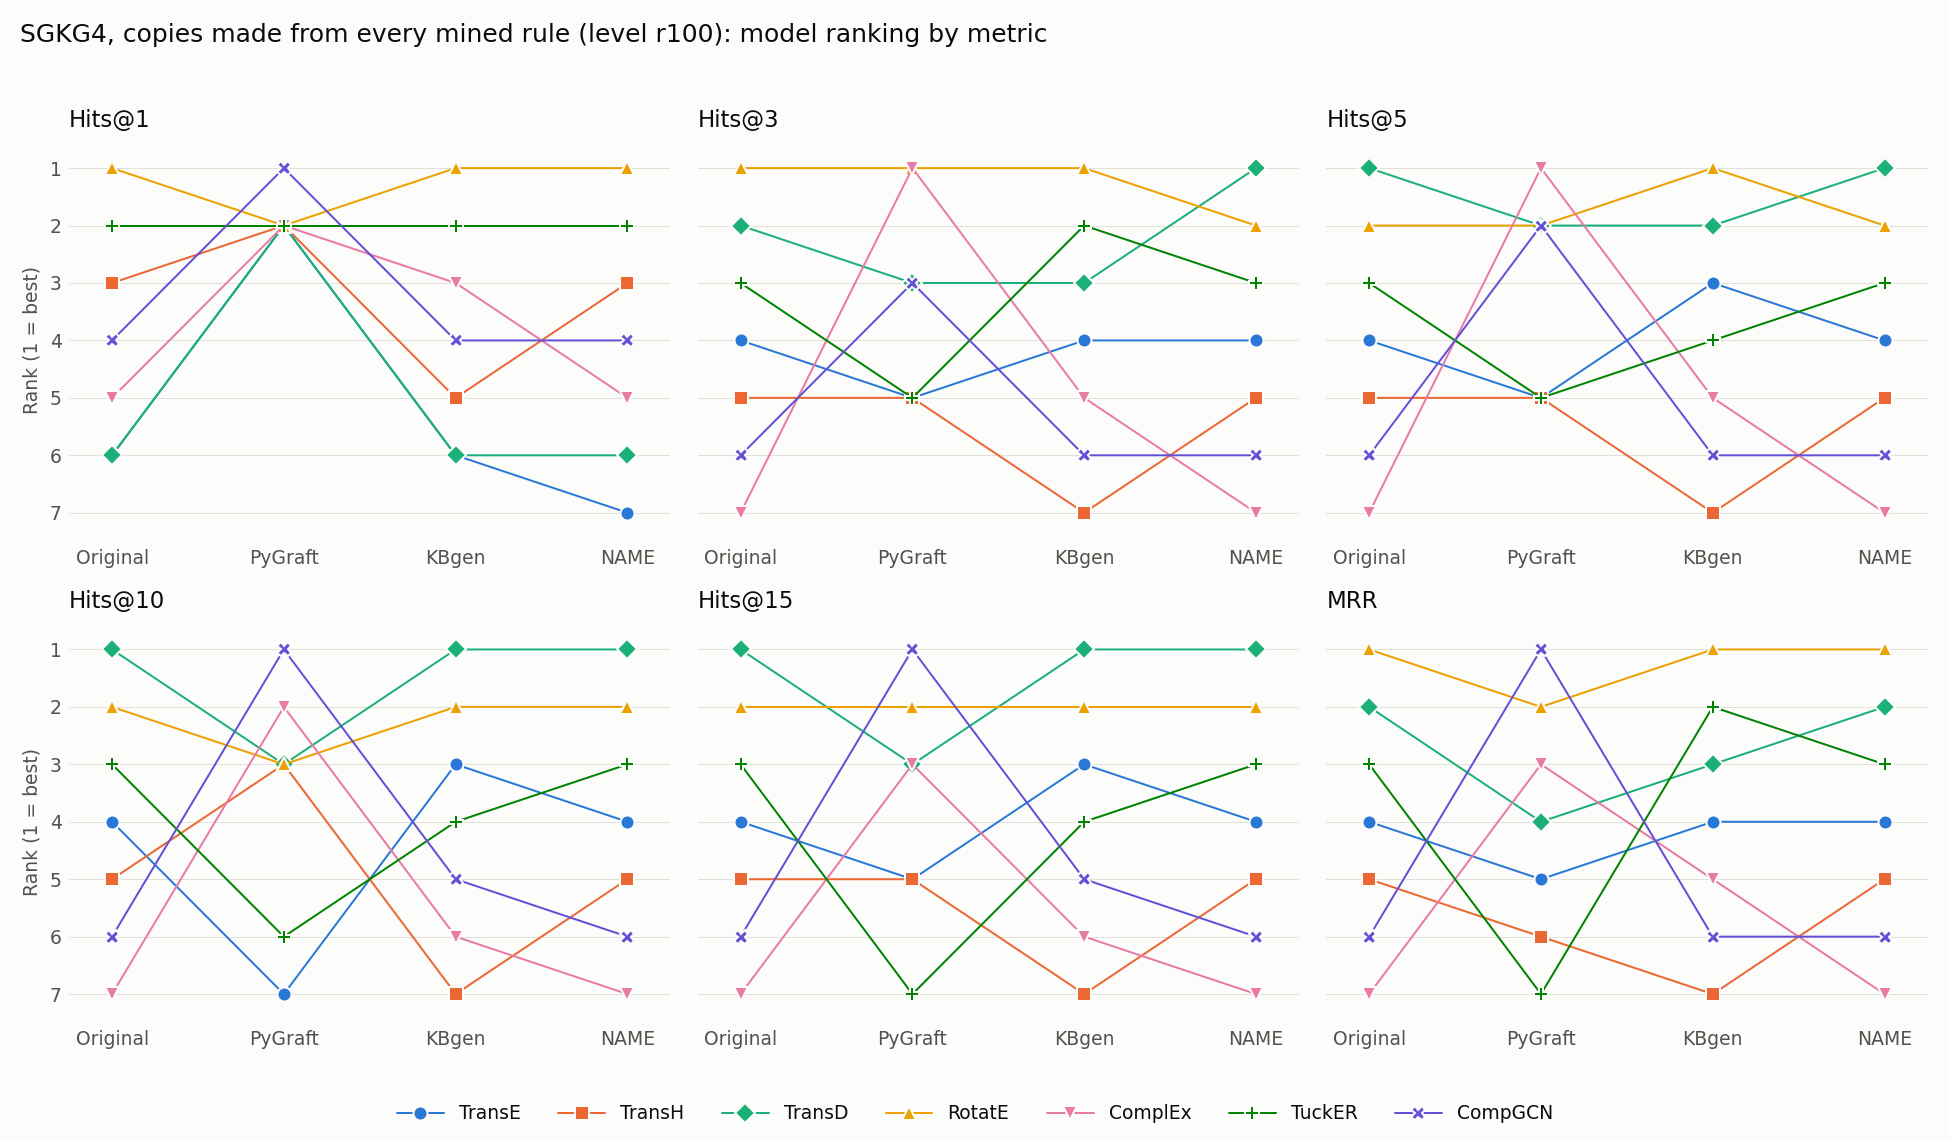 SGKG4, copies made from every mined rule (level r100): model ranking by metric
Hits@1
Hits@3
Hits@5
Rank (1 = best)
1
2
3
4
5
6
7
Original PyGraft KBgen NAME
Original PyGraft KBgen NAME
Original PyGraft KBgen NAME
Hits@10
Hits@15
MRR
Rank (1 = best)
1
2
3
4
5
6
7
Original PyGraft KBgen NAME
Original PyGraft KBgen NAME
Original PyGraft KBgen NAME
TransE TransH TransD RotatE ComplEx TuckER CompGCN